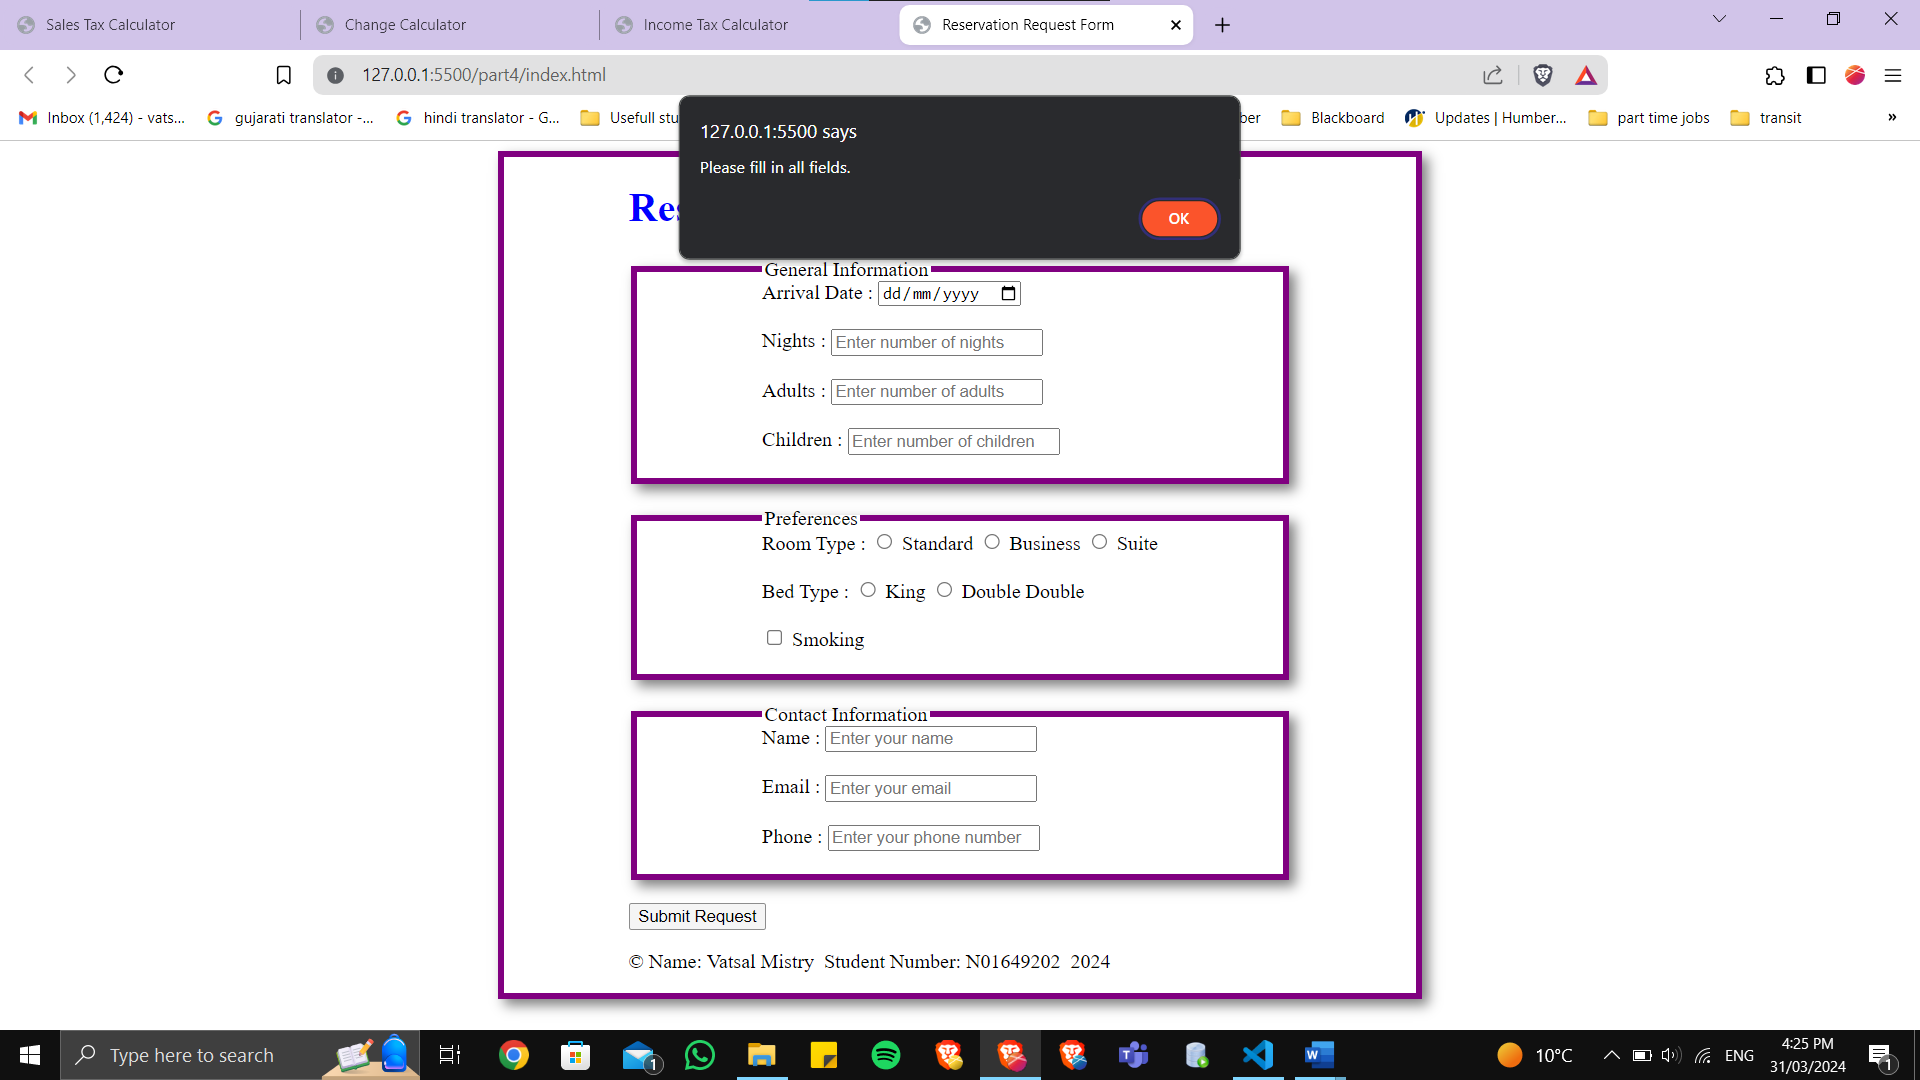 Sales Tax Calculator
Change Calculator
Income Tax Calculator
Reservation Request Form
127.0.0.1:5500/part4/index.html
Inbox (1,424) - vats...
gujarati translator -...
hindi translator - G...
Usefull stu
ber
Blackboard
Updates | Humber...
part time jobs
transit
»
127.0.0.1:5500 says
Please fill in all fields.
OK
Res
General Information
Arrival Date : dd/mm/yyyy
Nights : Enter number of nights
Adults : Enter number of adults
Children : Enter number of children
Preferences
Room Type : Standard Business Suite
Bed Type : King Double Double
Smoking
Contact Information
Name : Enter your name
Email : Enter your email
Phone : Enter your phone number
Submit Request
© Name: Vatsal Mistry Student Number: N01649202 2024
Type here to search
1
10°C
ENG
4:25 PM
31/03/2024
1